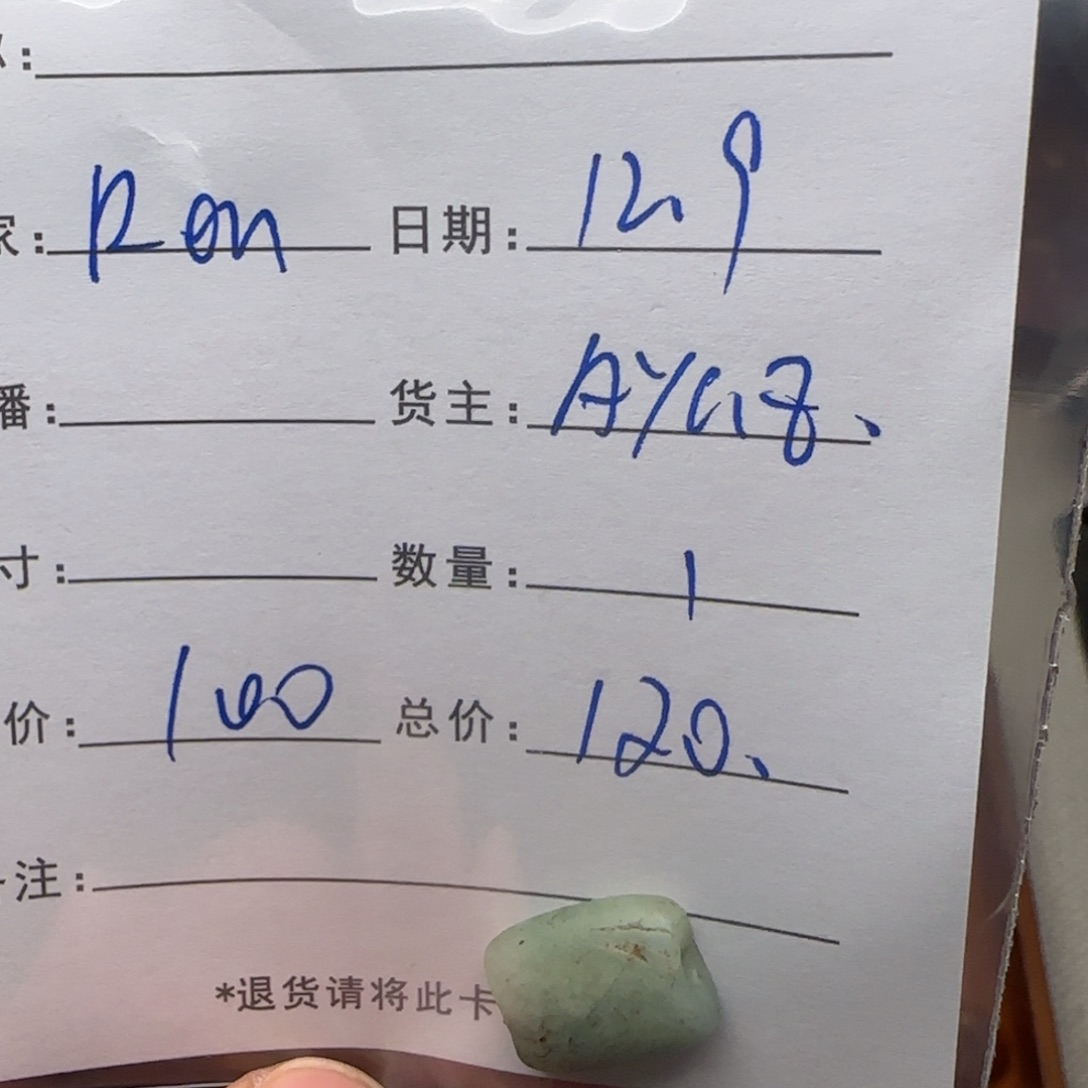 :
家: Ron 日期: 12.9
播: 货主: AYaz.
寸: 数量: 1
价: 100 总价: 120.
注:
*退货请将此卡